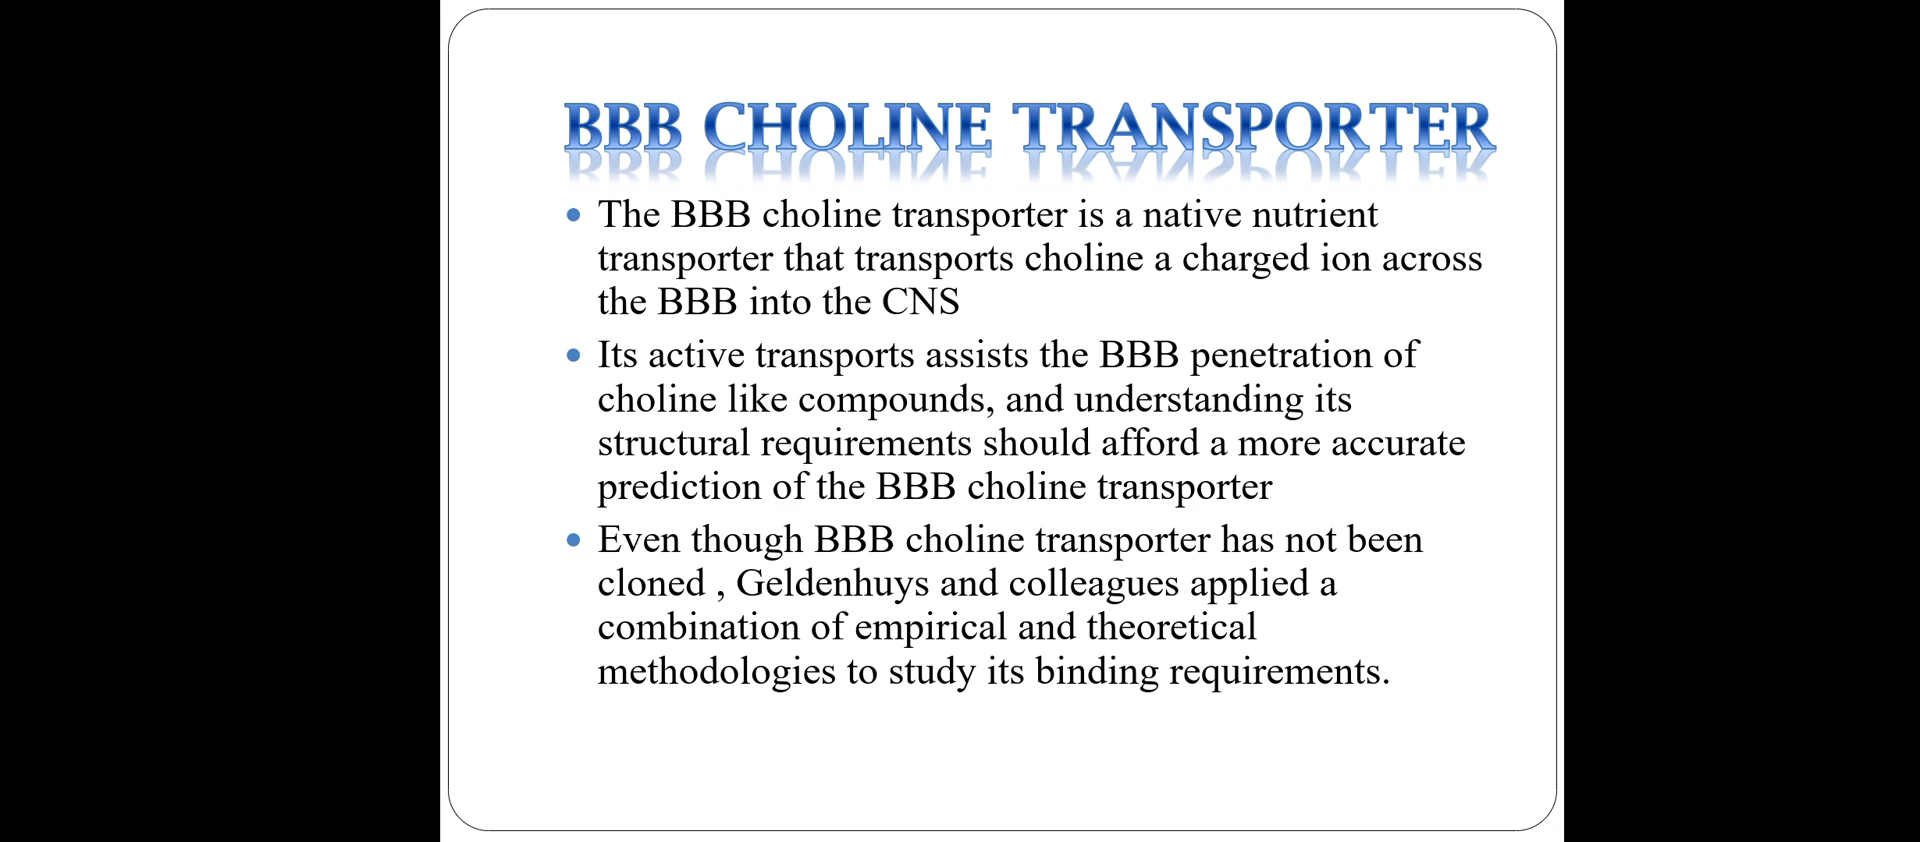 BBB CHOLINE TRANSPORTER
• The BBB choline transporter is a native nutrient
transporter that transports choline a charged ion across
the BBB into the CNS
• Its active transports assists the BBB penetration of
choline like compounds, and understanding its
structural requirements should afford a more accurate
prediction of the BBB choline transporter
• Even though BBB choline transporter has not been
cloned , Geldenhuys and colleagues applied a
combination of empirical and theoretical
methodologies to study its binding requirements.